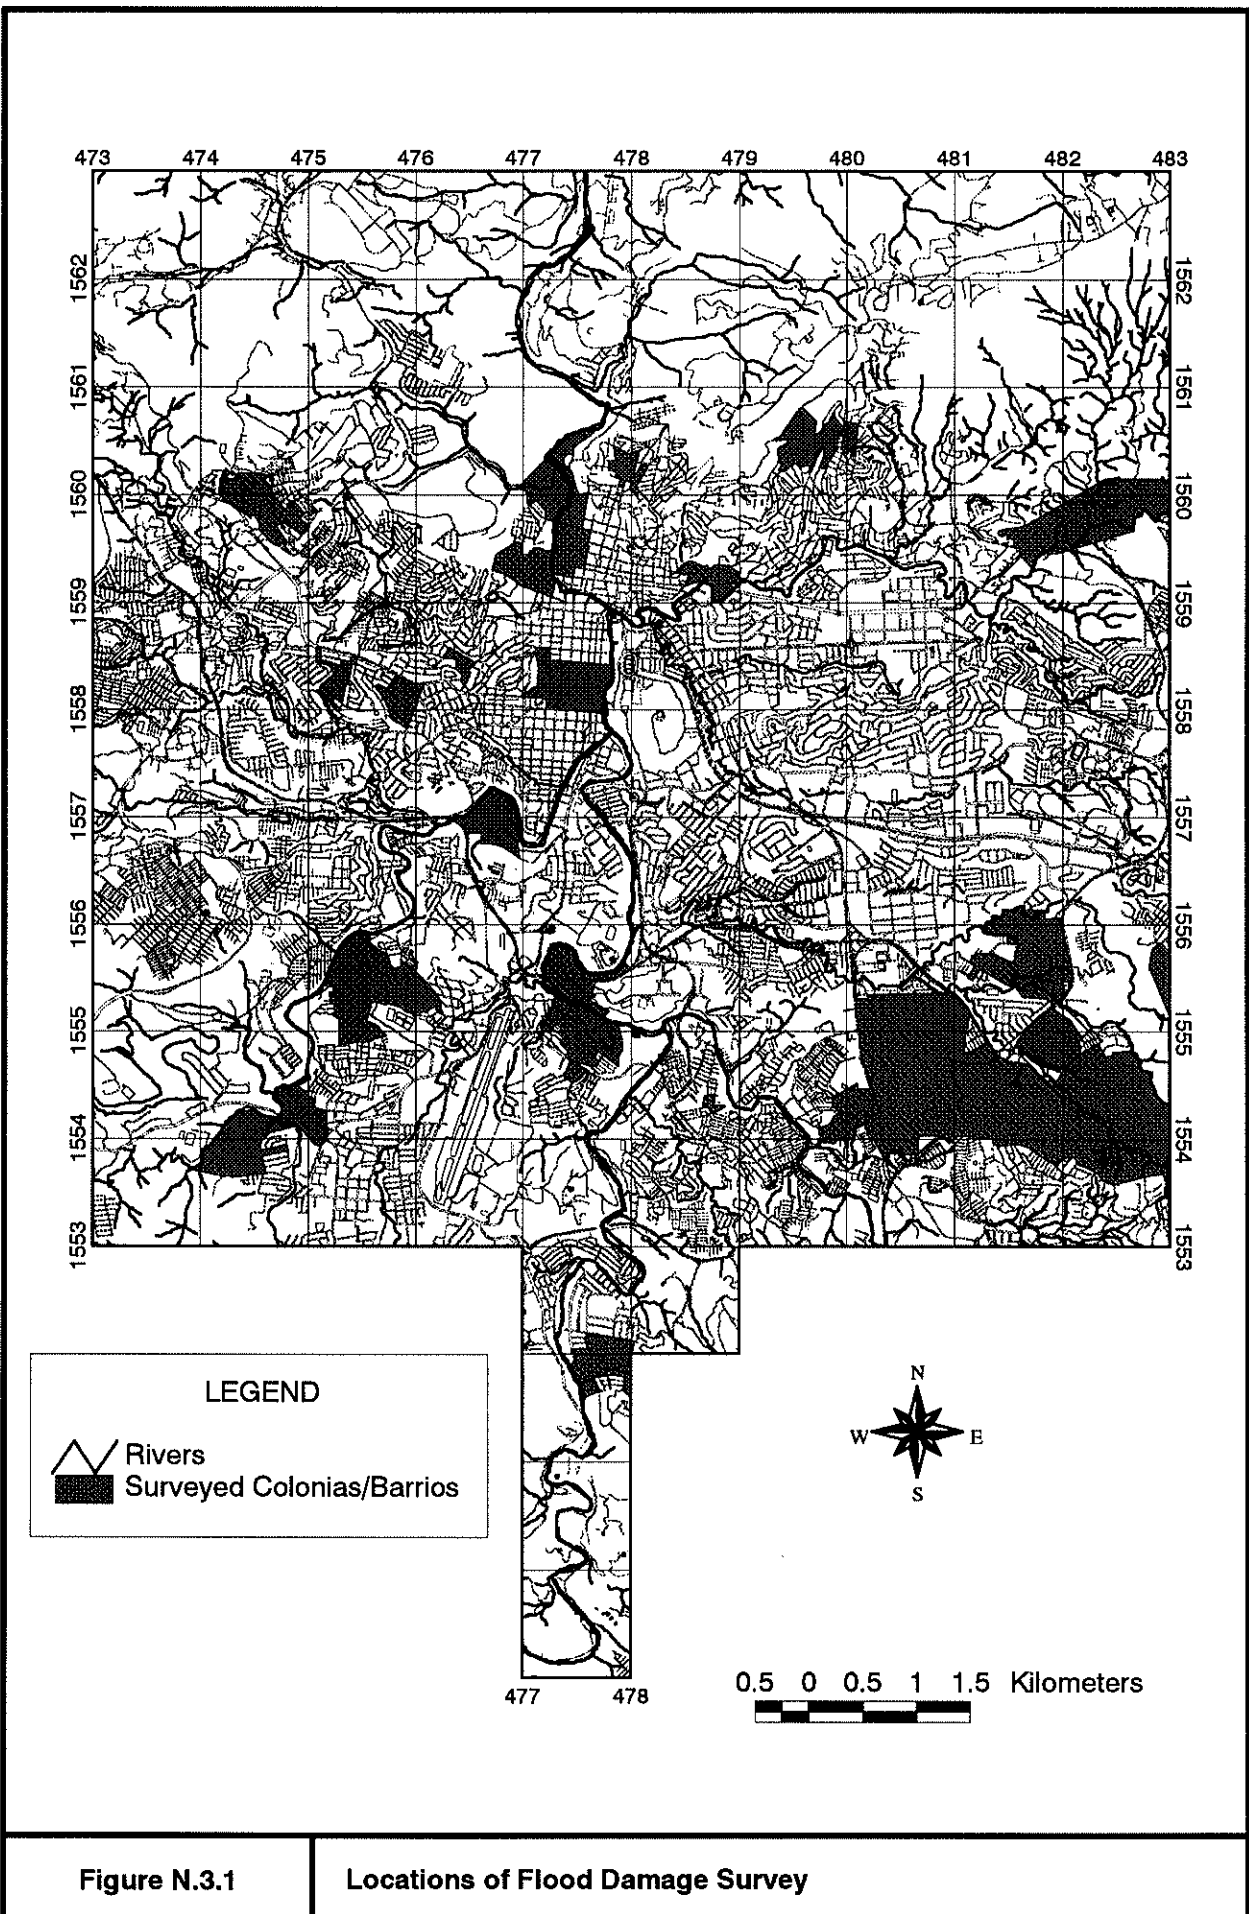 473 474 475 476 477 478 479 480 481 482 483
1562 1562
1561 1561
1560 1560
1559 1559
1558 1558
1557 1557
1556 1556
1555 1555
1554 1554
1553 1553
LEGEND
Rivers
Surveyed Colonias/Barrios
N
W E
S
477 478
0.5 0 0.5 1 1.5 Kilometers
Figure N.3.1 Locations of Flood Damage Survey